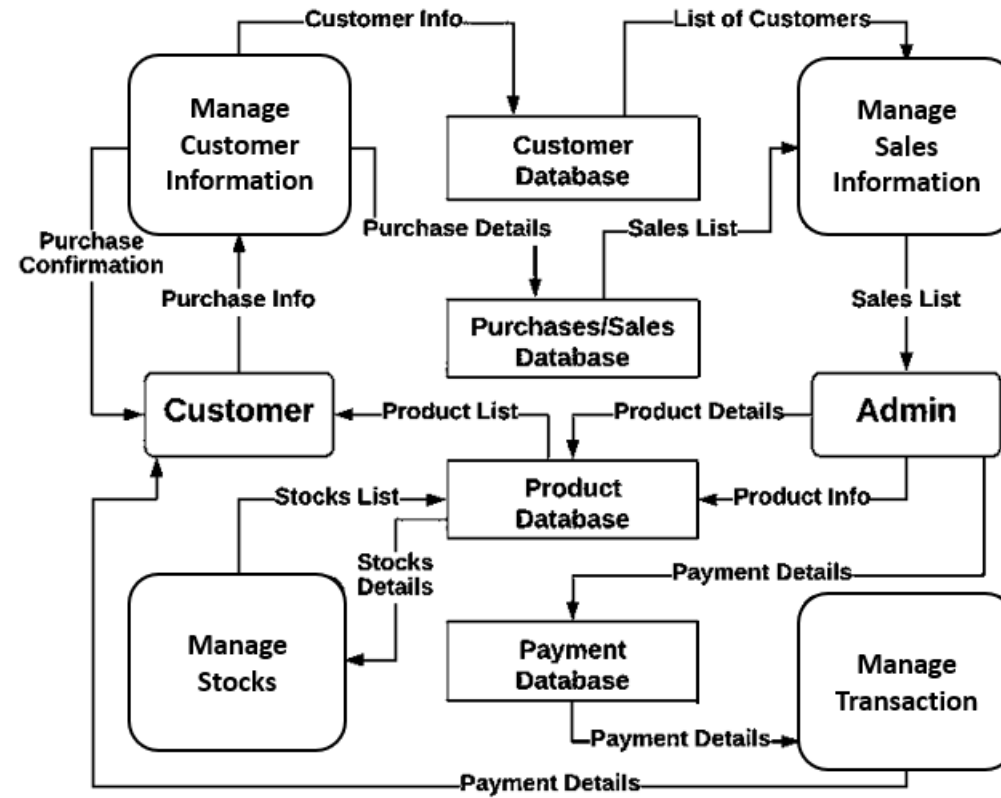 Customer Info
List of Customers
Manage
Customer
Information
Customer
Database
Manage
Sales
Information
Purchase
Confirmation
Purchase Details
Sales List
Purchase Info
Sales List
Purchases/Sales
Database
Customer
Product List
Product Details
Admin
Stocks List
Product
Database
Product Info
Stocks
Details
Payment Details
Manage
Stocks
Payment
Database
Manage
Transaction
Payment Details
Payment Details